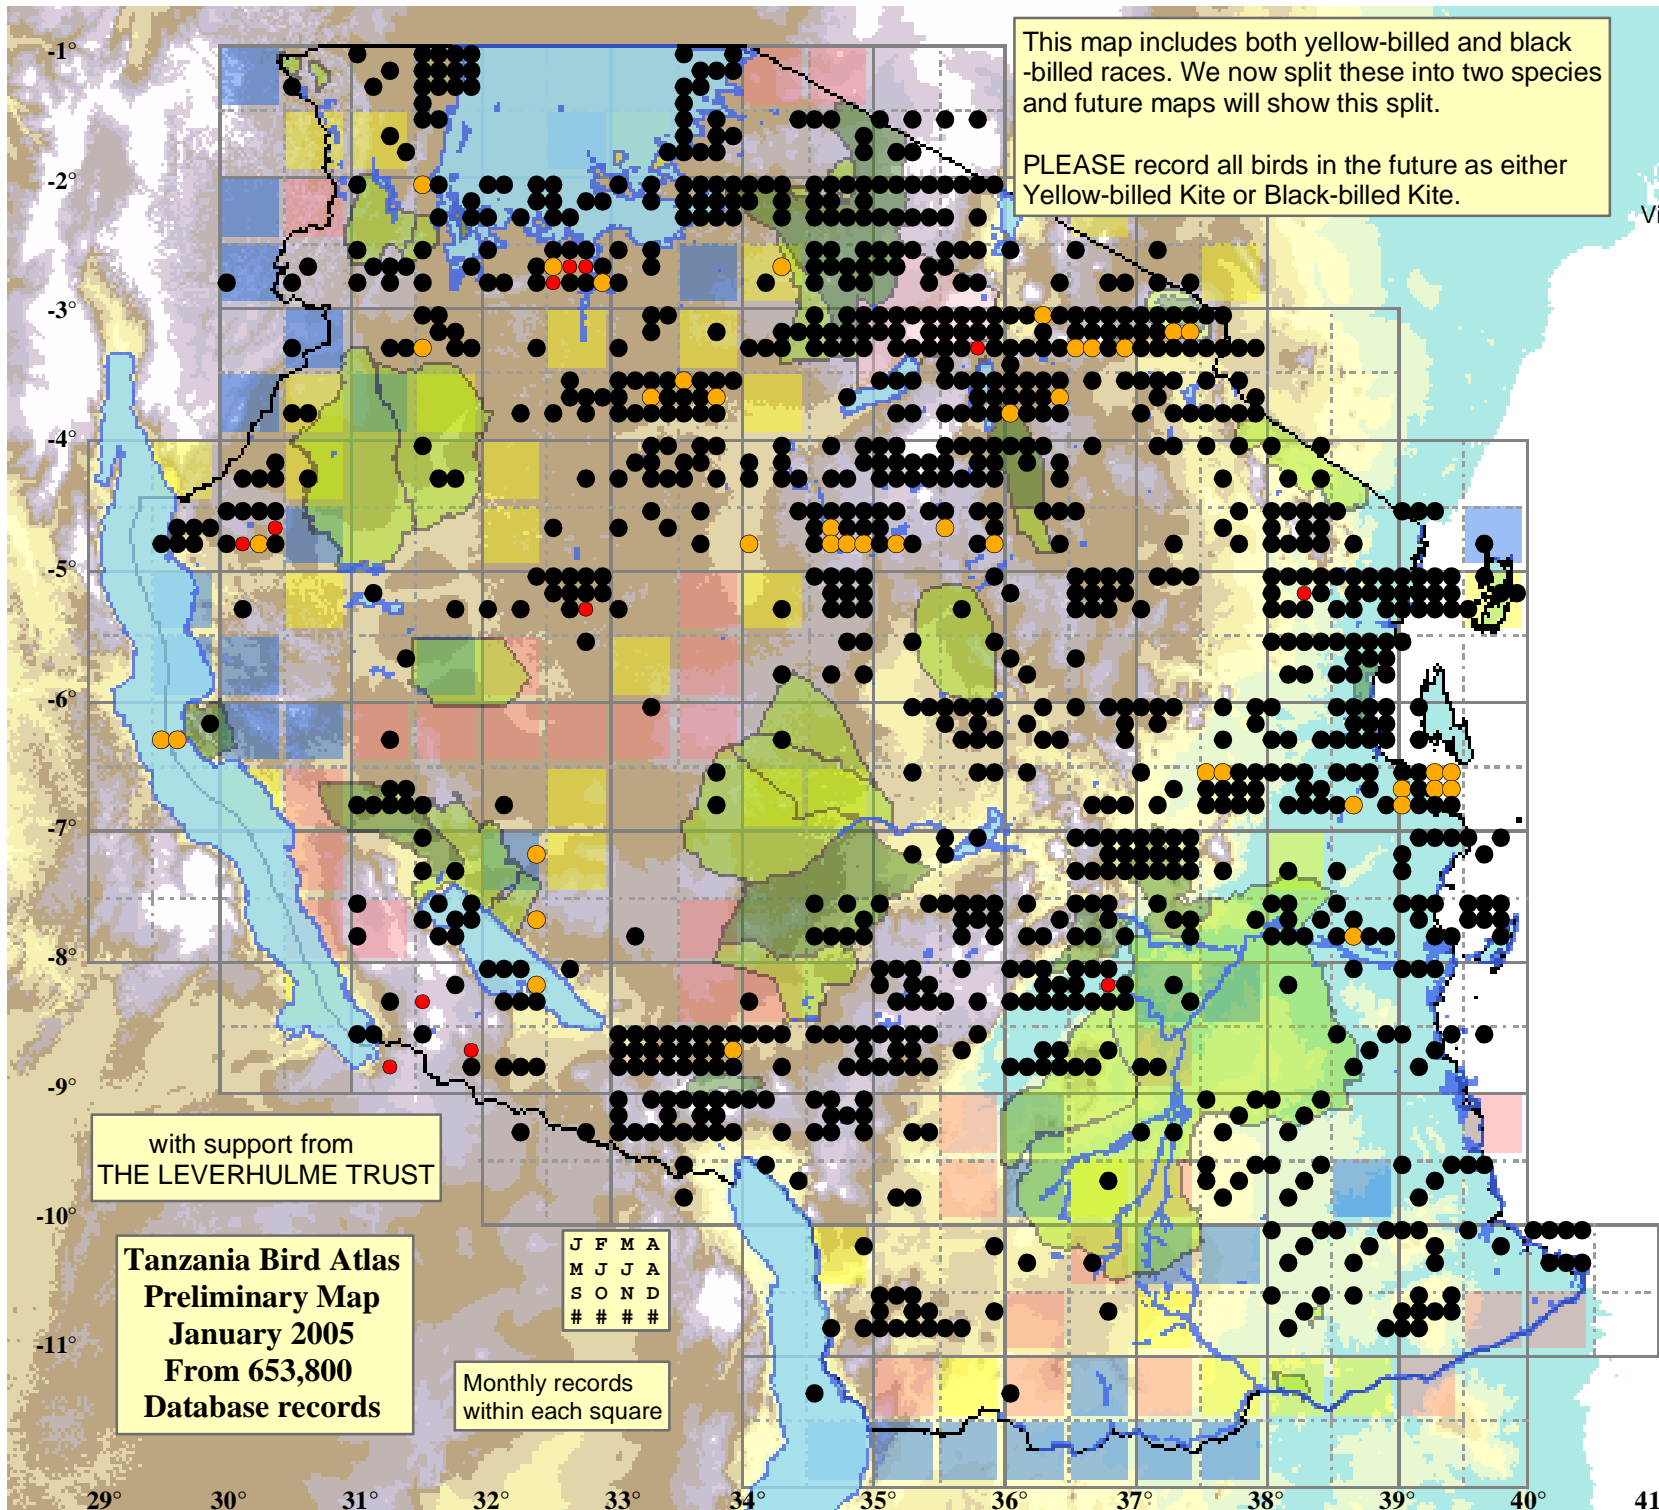 This map includes both yellow-billed and black
-billed races. We now split these into two species
and future maps will show this split.
PLEASE record all birds in the future as either
Yellow-billed Kite or Black-billed Kite.
Vi
-1°
-2°
-3°
-4°
-5°
-6°
-7°
-8°
-9°
-10°
-11°
with support from
THE LEVERHULME TRUST
Tanzania Bird Atlas
Preliminary Map
January 2005
From 653,800
Database records
J F M A
M J J A
S O N D
# # # #
Monthly records
within each square
29° 30° 31° 32° 33° 34° 35° 36° 37° 38° 39° 40° 41